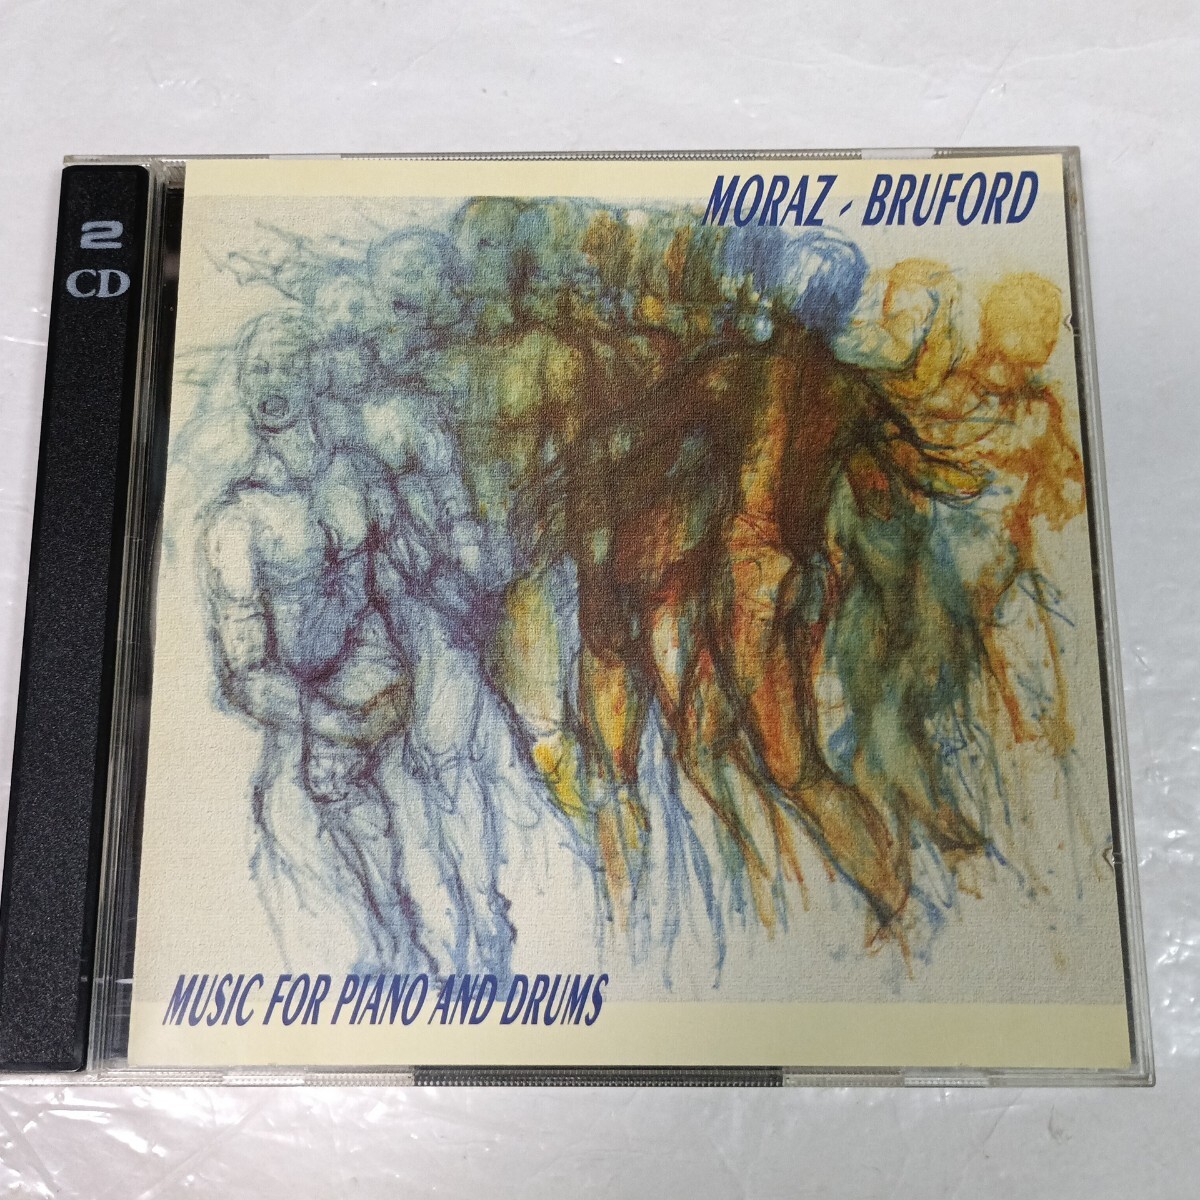 2
CD
MORAZ - BRUFORD
MUSIC FOR PIANO AND DRUMS